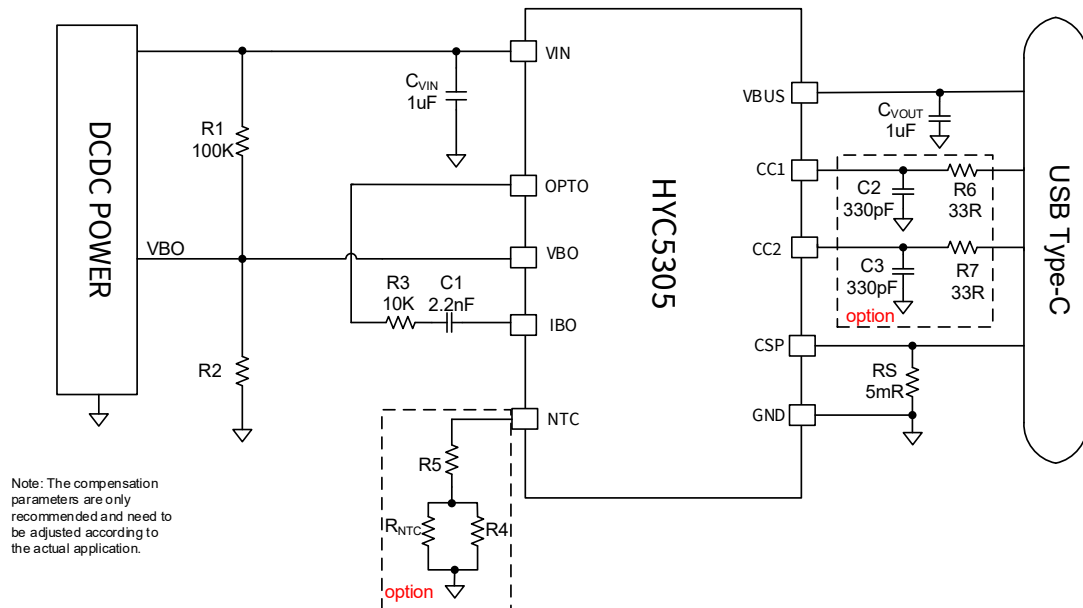 DCDC POWER
VBO
R1
100K
R2
C_VIN
1uF
R3
10K
C1
2.2nF
VIN
OPTO
VBO
IBO
NTC
HYC5305
VBUS
CC1
CC2
CSP
GND
C_VOUT
1uF
C2
330pF
R6
33R
C3
330pF
R7
33R
option
RS
5mR
USB Type-C
R5
R_NTC
R4
option
Note: The compensation
parameters are only
recommended and need to
be adjusted according to
the actual application.